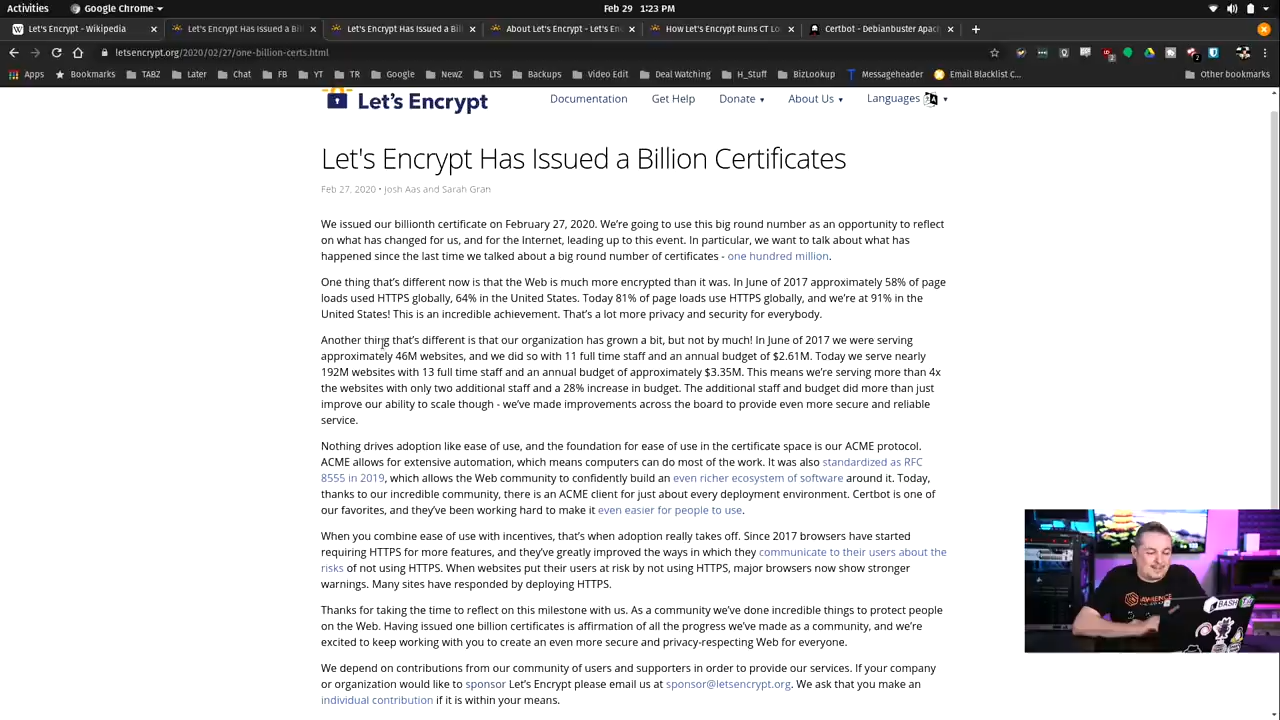 Activities
Google Chrome ▾
Feb 29 1:23 PM
Let's Encrypt - Wikipedia
Let's Encrypt Has Issued a Bi
Let's Encrypt Has Issued a Bi
About Let's Encrypt - Let's En
How Let's Encrypt Runs CT Lo
Certbot - Debianbuster Apac
letsencrypt.org/2020/02/27/one-billion-certs.html
Apps
Bookmarks
TABZ
Later
Chat
FB
YT
TR
Google
NewZ
LTS
Backups
Video Edit
Deal Watching
H_Stuff
BizLookup
Messageheader
Email Blacklist C...
Other bookmarks
Let's Encrypt
Documentation
Get Help
Donate ▾
About Us ▾
Languages ▾
Let's Encrypt Has Issued a Billion Certificates
Feb 27, 2020 • Josh Aas and Sarah Gran
We issued our billionth certificate on February 27, 2020. We’re going to use this big round number as an opportunity to reflect
on what has changed for us, and for the Internet, leading up to this event. In particular, we want to talk about what has
happened since the last time we talked about a big round number of certificates - one hundred million.
One thing that’s different now is that the Web is much more encrypted than it was. In June of 2017 approximately 58% of page
loads used HTTPS globally, 64% in the United States. Today 81% of page loads use HTTPS globally, and we’re at 91% in the
United States! This is an incredible achievement. That’s a lot more privacy and security for everybody.
Another thing that’s different is that our organization has grown a bit, but not by much! In June of 2017 we were serving
approximately 46M websites, and we did so with 11 full time staff and an annual budget of $2.61M. Today we serve nearly
192M websites with 13 full time staff and an annual budget of approximately $3.35M. This means we’re serving more than 4x
the websites with only two additional staff and a 28% increase in budget. The additional staff and budget did more than just
improve our ability to scale though - we’ve made improvements across the board to provide even more secure and reliable
service.
Nothing drives adoption like ease of use, and the foundation for ease of use in the certificate space is our ACME protocol.
ACME allows for extensive automation, which means computers can do most of the work. It was also standardized as RFC
8555 in 2019, which allows the Web community to confidently build an even richer ecosystem of software around it. Today,
thanks to our incredible community, there is an ACME client for just about every deployment environment. Certbot is one of
our favorites, and they’ve been working hard to make it even easier for people to use.
When you combine ease of use with incentives, that’s when adoption really takes off. Since 2017 browsers have started
requiring HTTPS for more features, and they’ve greatly improved the ways in which they communicate to their users about the
risks of not using HTTPS. When websites put their users at risk by not using HTTPS, major browsers now show stronger
warnings. Many sites have responded by deploying HTTPS.
Thanks for taking the time to reflect on this milestone with us. As a community we’ve done incredible things to protect people
on the Web. Having issued one billion certificates is affirmation of all the progress we’ve made as a community, and we’re
excited to keep working with you to create an even more secure and privacy-respecting Web for everyone.
We depend on contributions from our community of users and supporters in order to provide our services. If your company
or organization would like to sponsor Let’s Encrypt please email us at sponsor@letsencrypt.org. We ask that you make an
individual contribution if it is within your means.
LAWRENCE
BASH